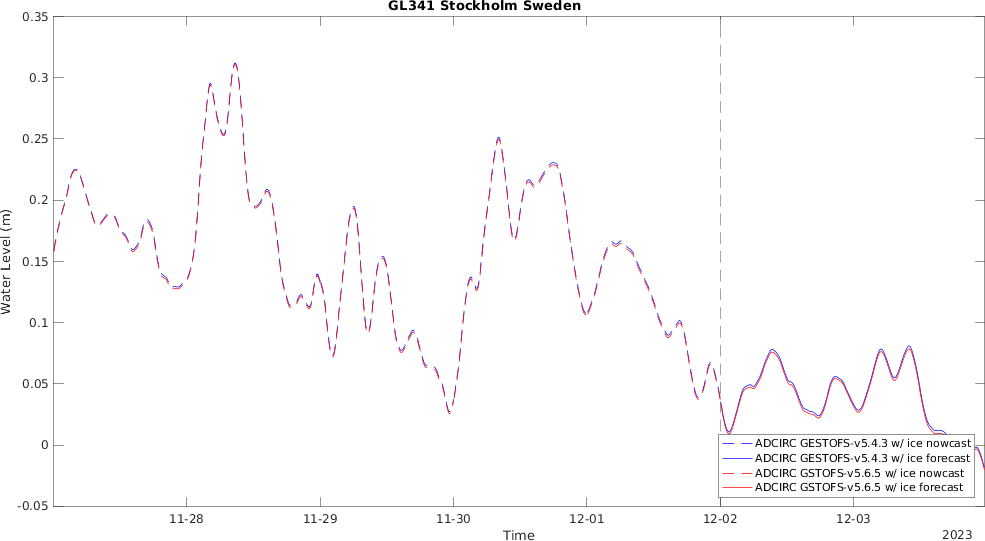 GL341 Stockholm Sweden
0.35
0.3
0.25
0.2
0.15
0.1
0.05
0
-0.05
Water Level (m)
11-28
11-29
11-30
12-01
12-02
12-03
Time
2023
ADCIRC GESTOFS-v5.4.3 w/ ice nowcast
ADCIRC GESTOFS-v5.4.3 w/ ice forecast
ADCIRC GSTOFS-v5.6.5 w/ ice nowcast
ADCIRC GSTOFS-v5.6.5 w/ ice forecast